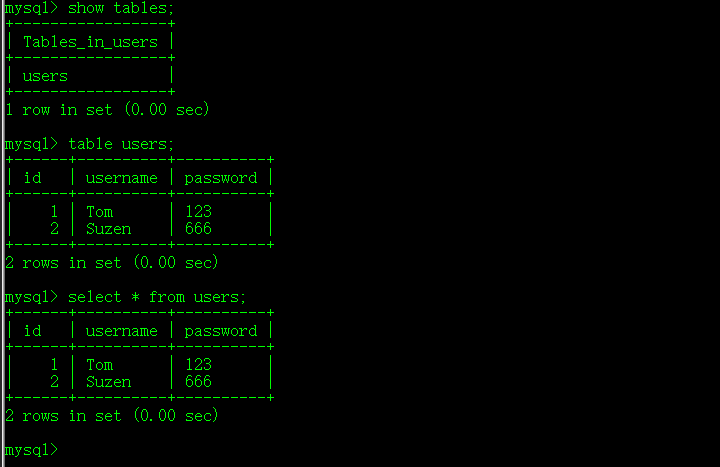 mysql> show tables;
+-----------------+
| Tables_in_users |
+-----------------+
| users           |
+-----------------+
1 row in set (0.00 sec)
mysql> table users;
+------+----------+----------+
| id   | username | password |
+------+----------+----------+
|    1 | Tom      | 123      |
|    2 | Suzen    | 666      |
+------+----------+----------+
2 rows in set (0.00 sec)
mysql> select * from users;
+------+----------+----------+
| id   | username | password |
+------+----------+----------+
|    1 | Tom      | 123      |
|    2 | Suzen    | 666      |
+------+----------+----------+
2 rows in set (0.00 sec)
mysql>